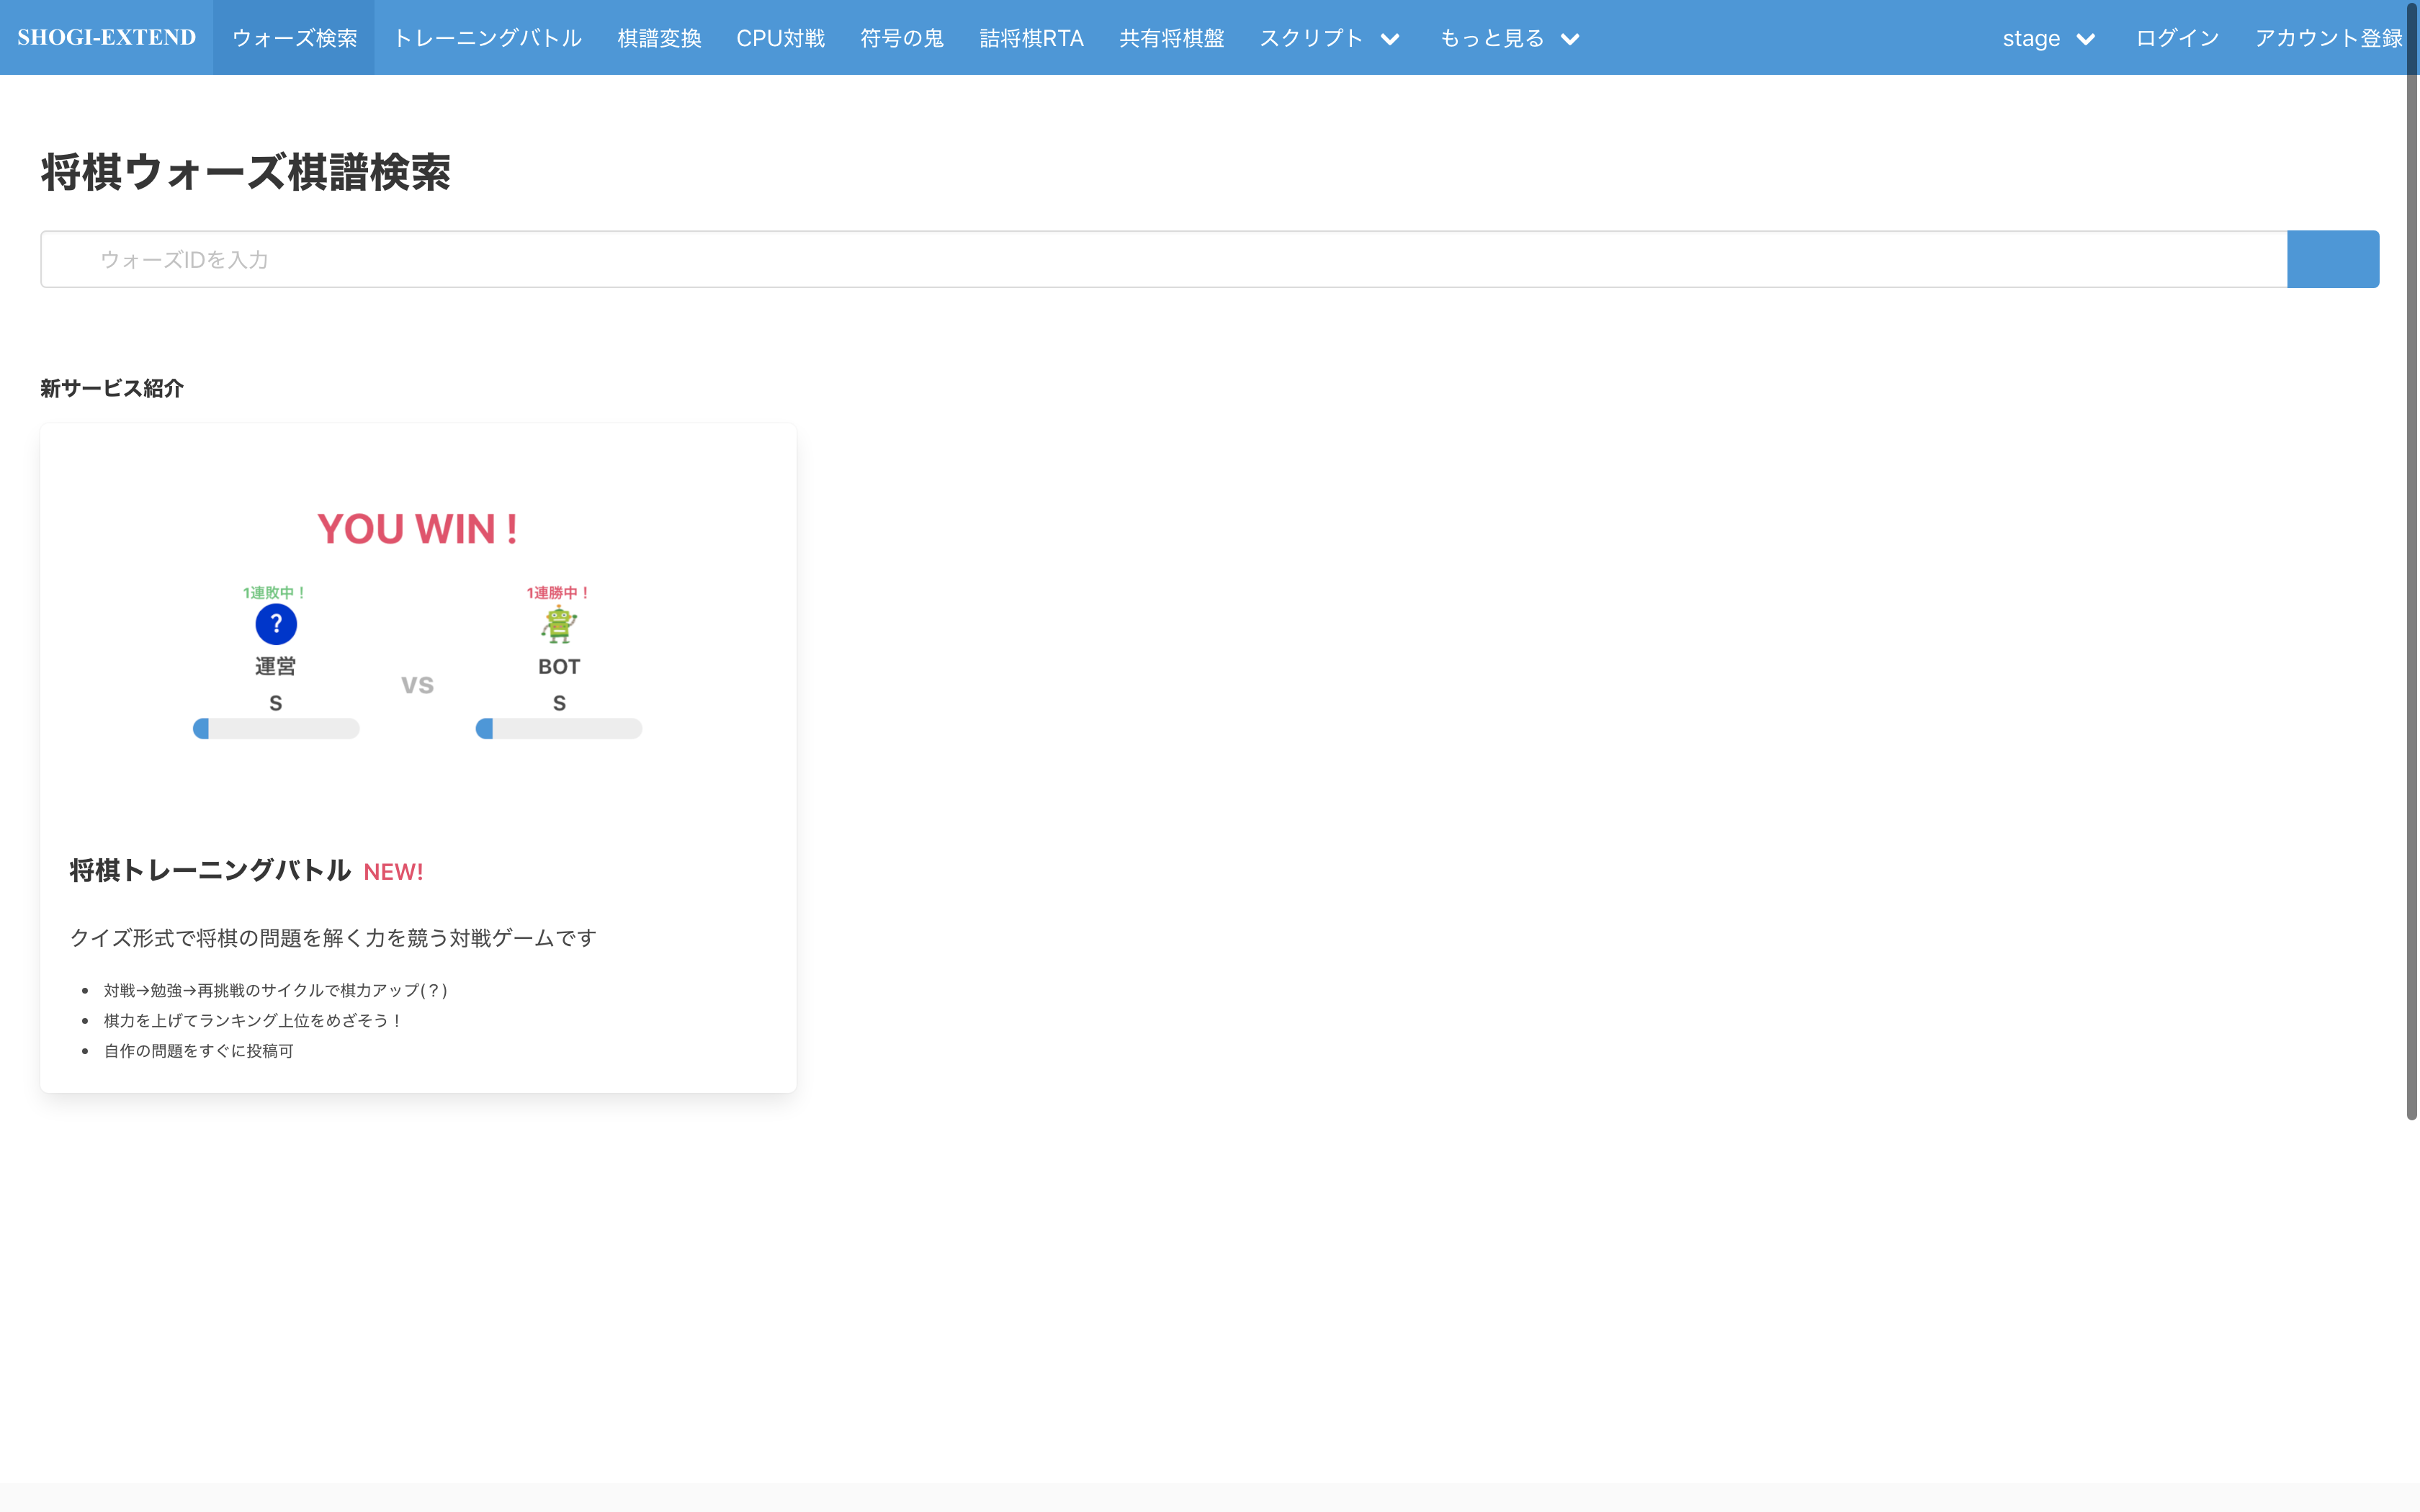 SHOGI-EXTEND ウォーズ検索 トレーニングバトル 棋譜変換 CPU対戦 符号の鬼 詰将棋RTA 共有将棋盤 スクリプト もっと見る stage ログイン アカウント登録
将棋ウォーズ棋譜検索
ウォーズIDを入力
新サービス紹介
YOU WIN !
1連敗中！ 1連勝中！
?
運営 BOT
vs
S S
将棋トレーニングバトル NEW!
クイズ形式で将棋の問題を解く力を競う対戦ゲームです
対戦→勉強→再挑戦のサイクルで棋力アップ(？)
棋力を上げてランキング上位をめざそう！
自作の問題をすぐに投稿可